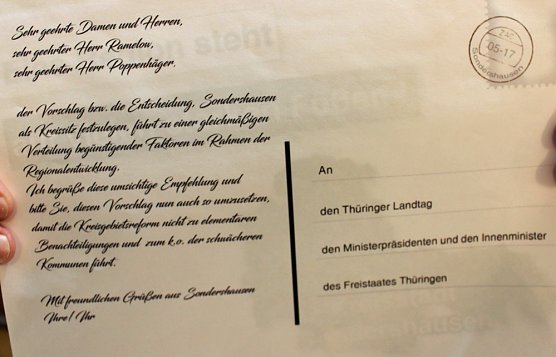 Sehr geehrte Damen und Herren,
sehr geehrter Herr Ramelow,
sehr geehrter Herr Poppenhäger,
der Vorschlag bzw. die Entscheidung, Sondershausen
als Kreissitz festzulegen, führt zu einer gleichmäßigen
Verteilung begünstigender Faktoren im Rahmen der
Regionalentwicklung.
Ich begrüße diese umsichtige Empfehlung und
bitte Sie, diesen Vorschlag nun auch so umzusetzen,
damit die Kreisgebietsreform nicht zu elementaren
Benachteiligungen und zum k.o. der schwächeren
Kommunen führt.
Mit freundlichen Grüßen aus Sondershausen
Ihre/ Ihr
ZAC
05-17
Sondershausen
An
den Thüringer Landtag
den Ministerpräsidenten und den Innenminister
des Freistaates Thüringen